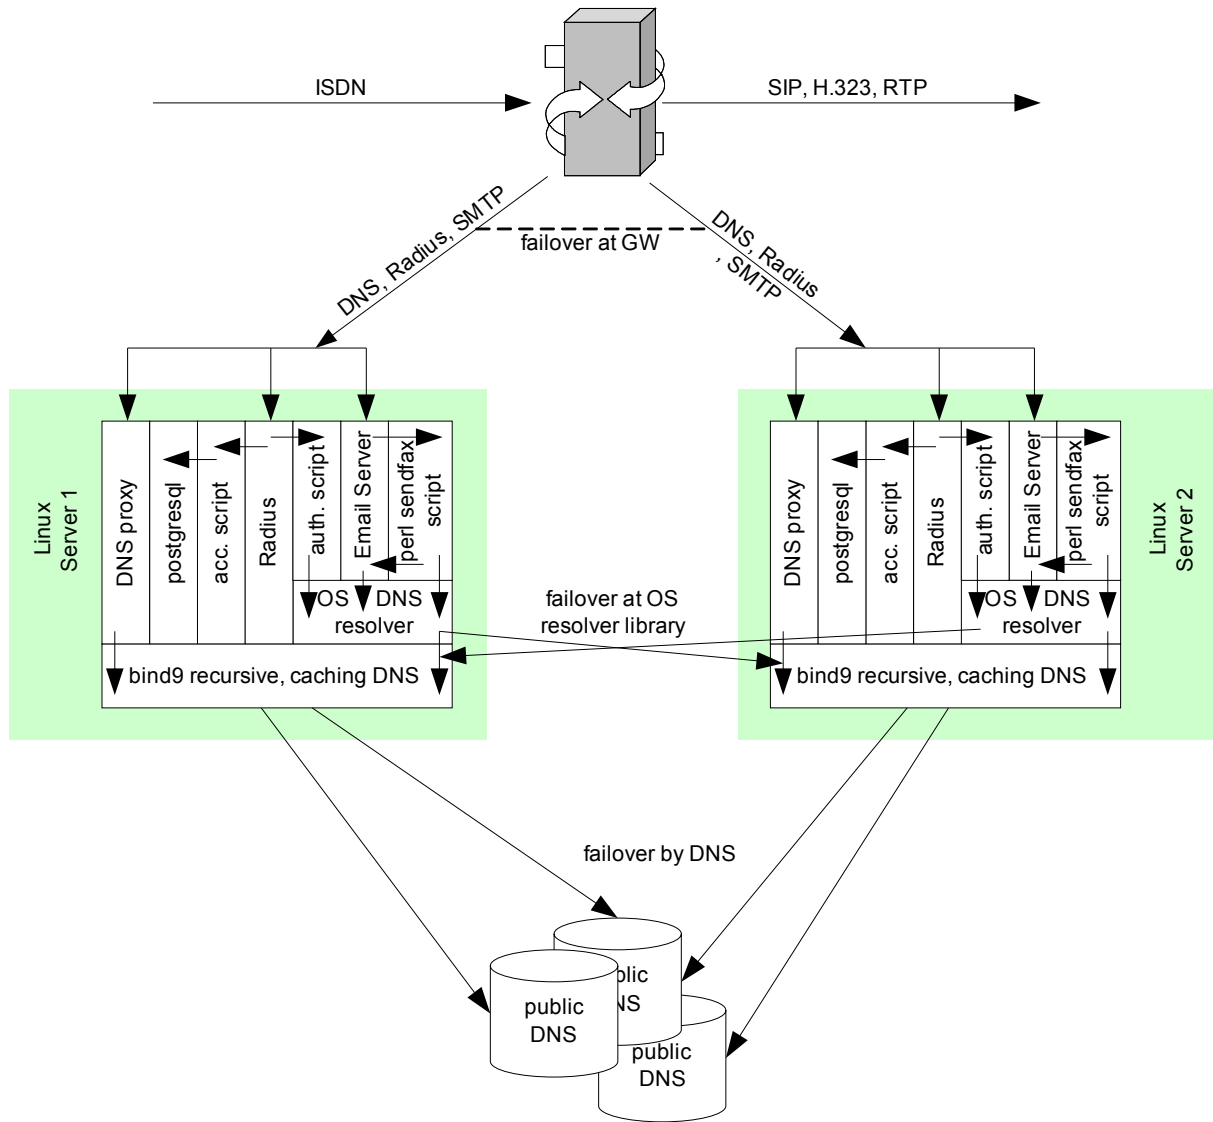 ISDN
SIP, H.323, RTP
DNS, Radius, SMTP
failover at GW
DNS, Radius
, SMTP
Linux
Server 1
DNS proxy
postgresql
acc. script
Radius
auth. script
Email Server
perl sendfax
script
OS DNS
resolver
bind9 recursive, caching DNS
failover at OS
resolver library
DNS proxy
postgresql
acc. script
Radius
auth. script
Email Server
perl sendfax
script
OS DNS
resolver
bind9 recursive, caching DNS
Linux
Server 2
failover by DNS
public
DNS
blic
NS
public
DNS